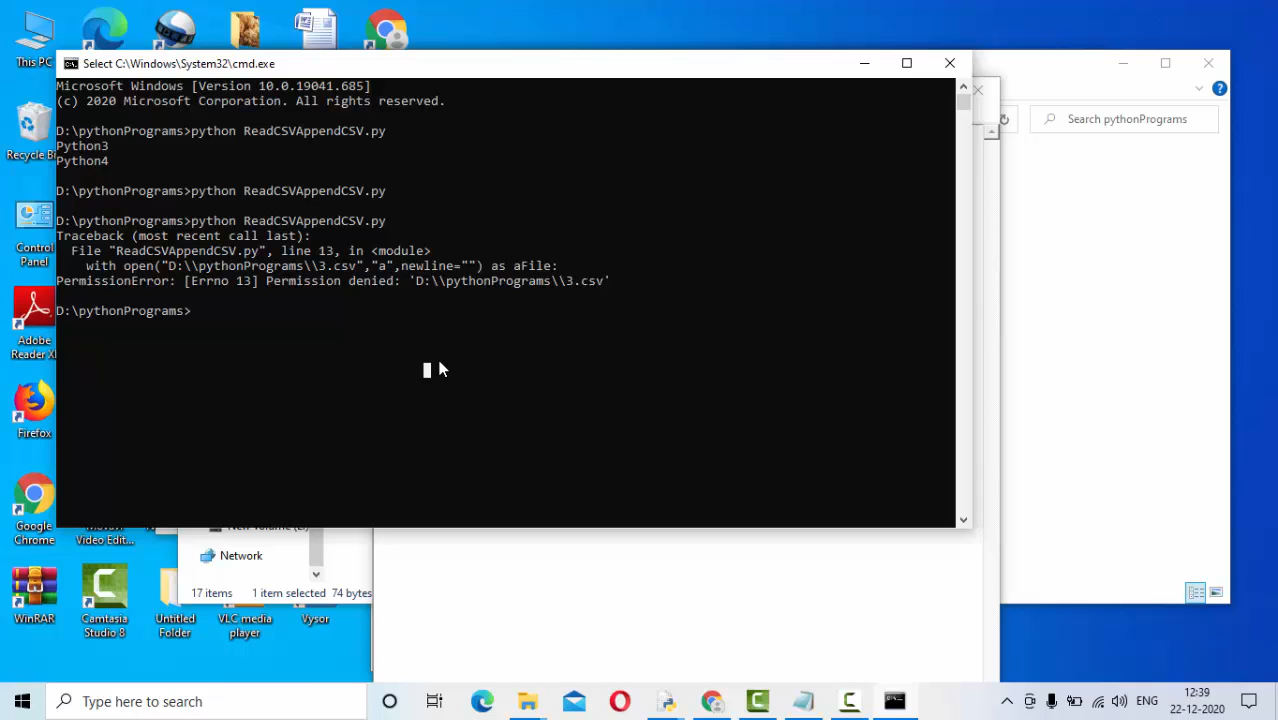 This PC
Select C:\Windows\System32\cmd.exe
Microsoft Windows [Version 10.0.19041.685]
(c) 2020 Microsoft Corporation. All rights reserved.
D:\pythonPrograms>python ReadCSVAppendCSV.py
Python3
Python4
D:\pythonPrograms>python ReadCSVAppendCSV.py
D:\pythonPrograms>python ReadCSVAppendCSV.py
Traceback (most recent call last):
  File "ReadCSVAppendCSV.py", line 13, in <module>
    with open("D:\\pythonPrograms\\3.csv","a",newline="") as aFile:
PermissionError: [Errno 13] Permission denied: 'D:\\pythonPrograms\\3.csv'
D:\pythonPrograms>
Search pythonPrograms
Recycle Bi
Control
Panel
Adobe
Reader XI
Firefox
Google
Chrome
Video Edit...
Network
17 items 1 item selected 74 bytes
WinRAR
Camtasia
Studio 8
Untitled
Folder
VLC media
player
Vysor
Type here to search
ENG
12:39
22-12-2020